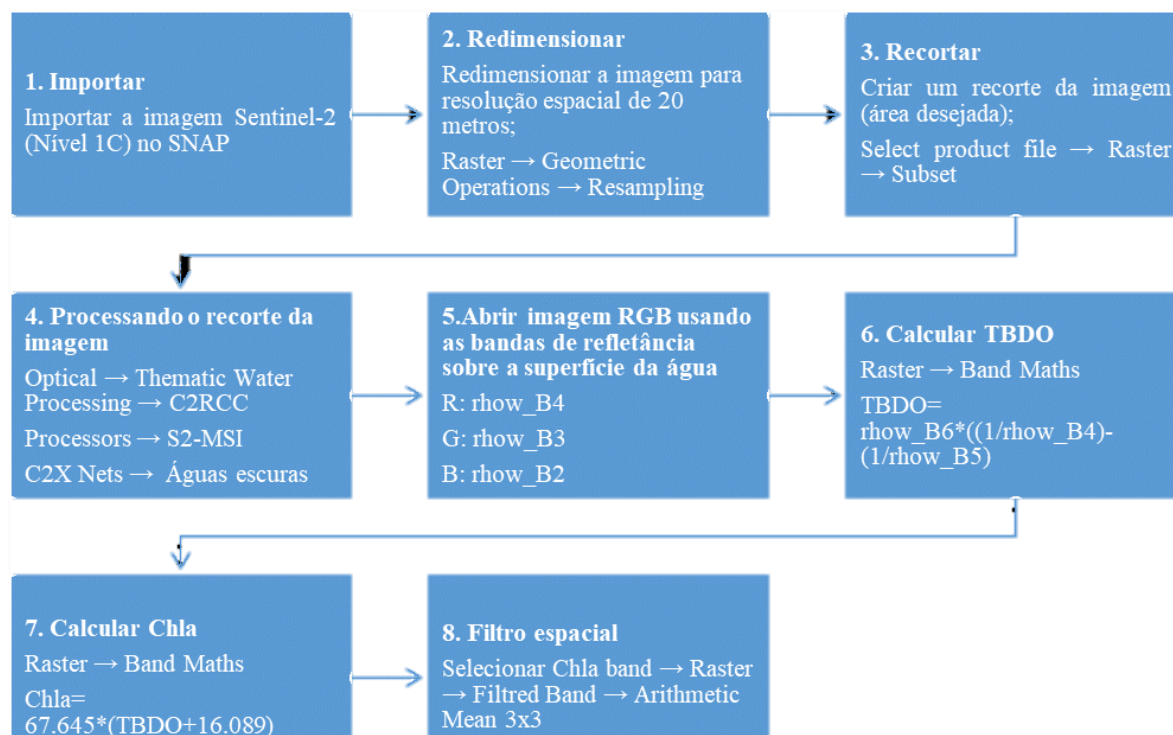 1. Importar
Importar a imagem Sentinel-2
(Nível 1C) no SNAP
2. Redimensionar
Redimensionar a imagem para
resolução espacial de 20
metros;
Raster → Geometric
Operations → Resampling
3. Recortar
Criar um recorte da imagem
(área desejada);
Select product file → Raster
→ Subset
4. Processando o recorte da
imagem
Optical → Thematic Water
Processing → C2RCC
Processors → S2-MSI
C2X Nets → Águas escuras
5.Abrir imagem RGB usando
as bandas de refletância
sobre a superfície da água
R: rhow_B4
G: rhow_B3
B: rhow_B2
6. Calcular TBDO
Raster → Band Maths
TBDO=
rhow_B6*((1/rhow_B4)-
(1/rhow_B5)
7. Calcular Chla
Raster → Band Maths
Chla=
67.645*(TBDO+16.089)
8. Filtro espacial
Selecionar Chla band → Raster
→ Filtred Band → Arithmetic
Mean 3x3